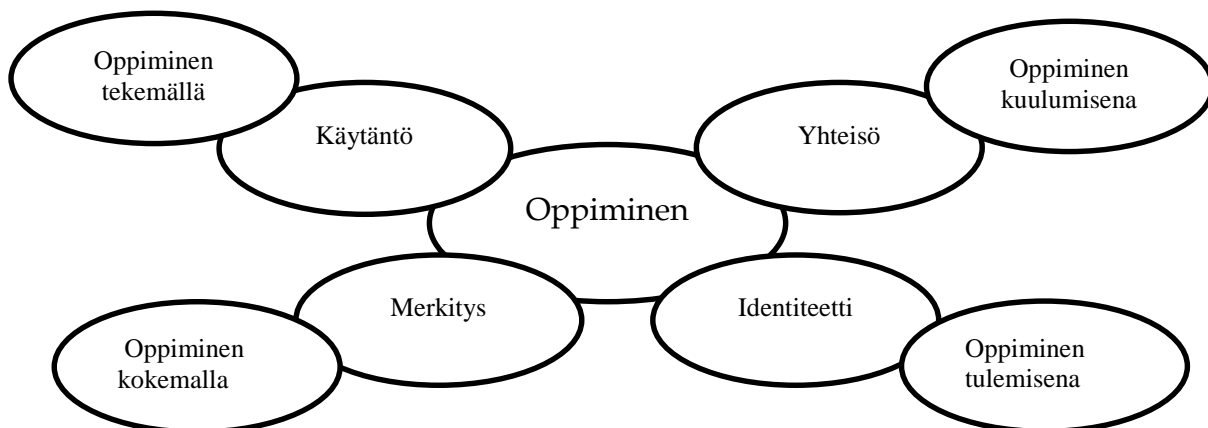 Oppiminen
tekemällä
Käytäntö
Yhteisö
Oppiminen
kuulumisena
Oppiminen
Merkitys
Identiteetti
Oppiminen
kokemalla
Oppiminen
tulemisena